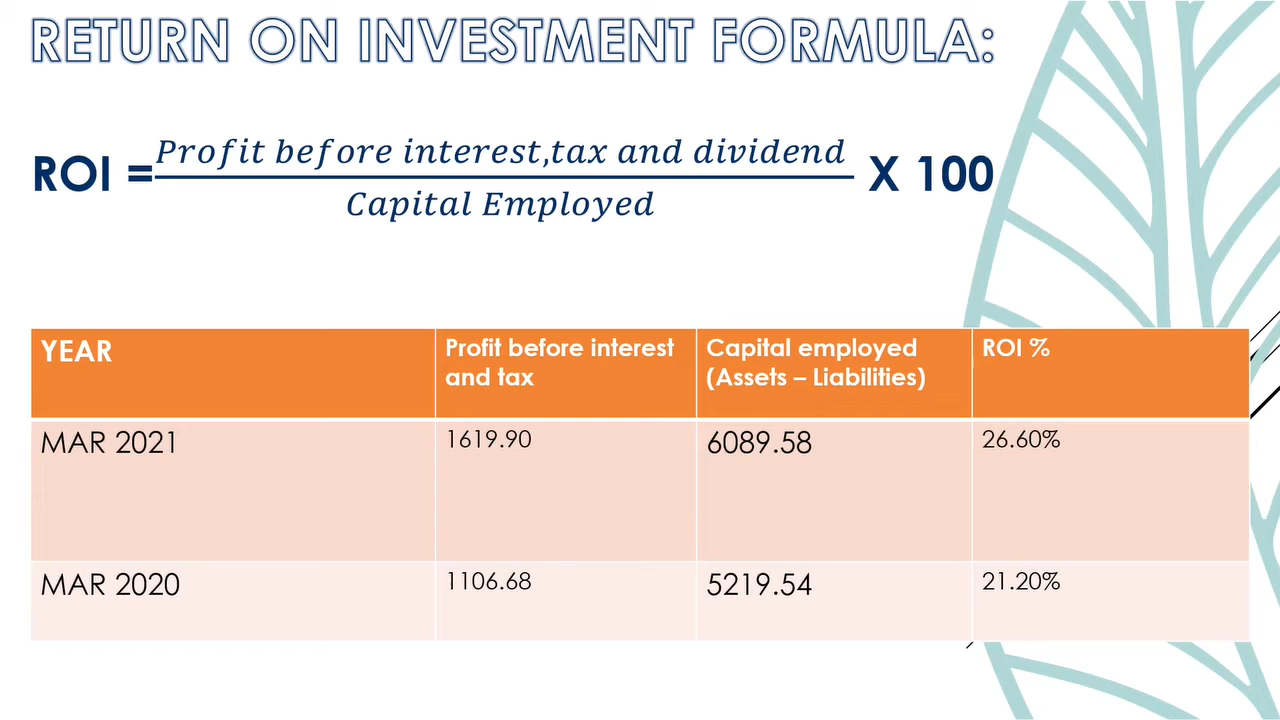 RETURN ON INVESTMENT FORMULA:
Profit before interest,tax and dividend
ROI = X 100
Capital Employed
YEAR
Profit before interest
and tax
Capital employed
(Assets – Liabilities)
ROI %
MAR 2021
1619.90
6089.58
26.60%
MAR 2020
1106.68
5219.54
21.20%